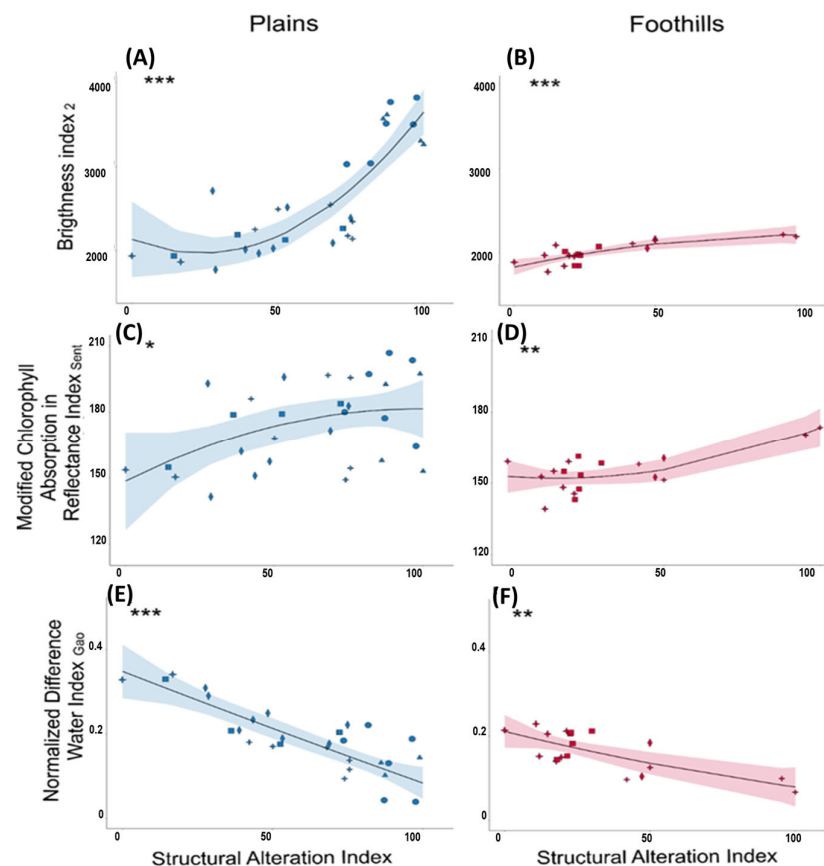 Plains
Foothills
(A)
(B)
***
***
4000
3000
2000
Brigthness index 2
4000
3000
2000
0
50
100
0
50
100
(C)
*
(D)
**
210
180
150
120
Modified Chlorophyll
Absorption in
Reflectance Index Sent
210
180
150
120
0
50
100
0
50
100
(E)
***
(F)
**
0.4
0.2
0
Normalized Difference
Water Index Gao
0.4
0.2
0
0
50
100
0
50
100
Structural Alteration Index
Structural Alteration Index